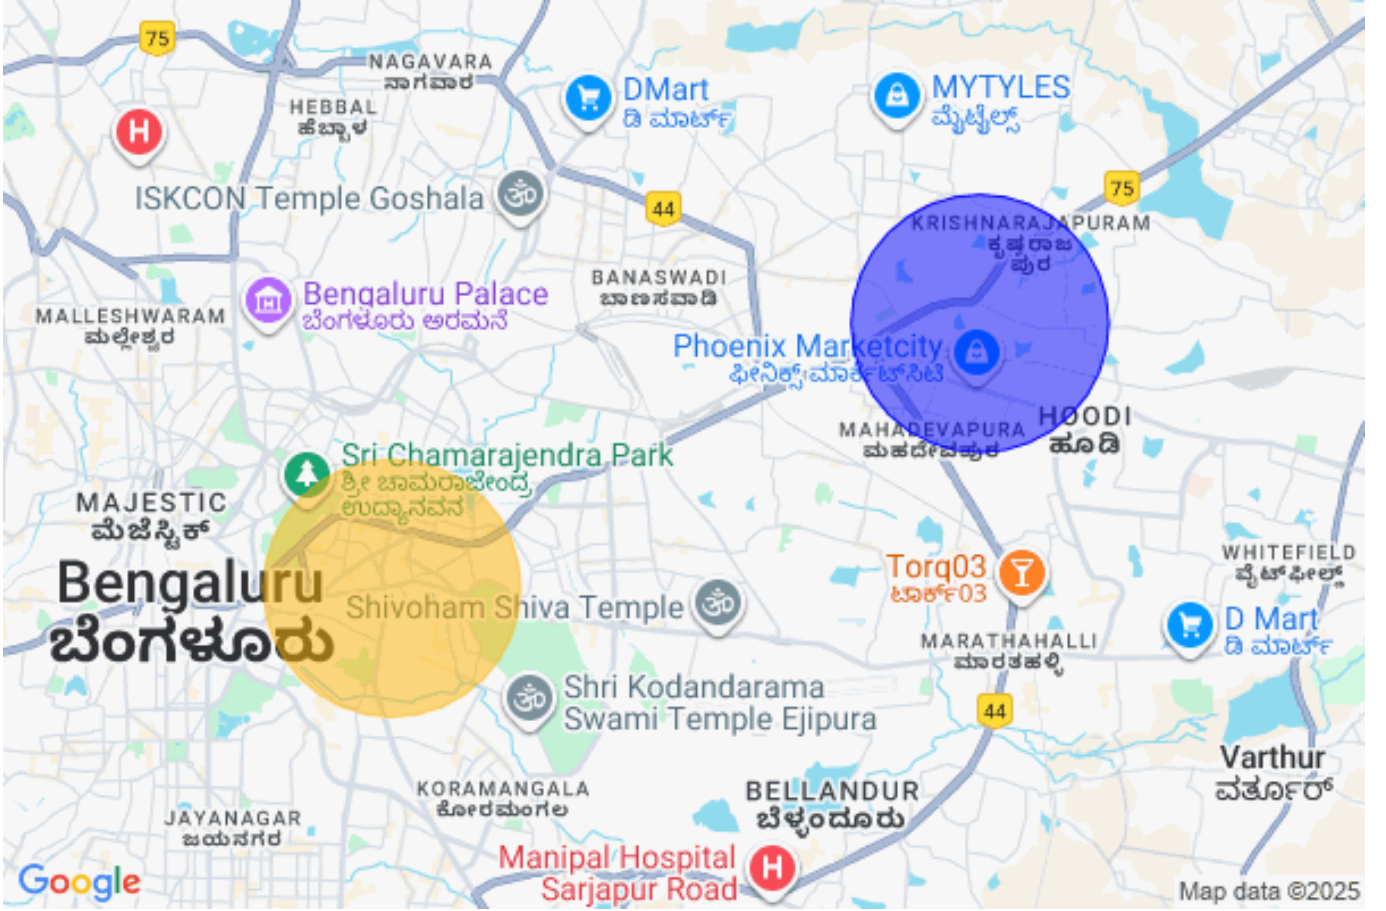 75
NAGAVARA
ನಾಗವಾರ
HEBBAL
ಹೆಬ್ಬಾಳ
H
DMart
ಡಿ ಮಾರ್ಟ್
MYTYLES
ಮೈಟೈಲ್ಸ್
ISKCON Temple Goshala
44
75
KRISHNARAJAPURAM
ಕೃಷ್ಣರಾಜ
ಪುರ
BANASWADI
ಬಾಣಸವಾಡಿ
Bengaluru Palace
ಬೆಂಗಳೂರು ಅರಮನೆ
MALLESHWARAM
ಮಲ್ಲೇಶ್ವರ
Phoenix Marketcity
ಫೀನಿಕ್ಸ್ ಮಾರ್ಕೆಟ್‌ಸಿಟಿ
HOODI
ಹೂಡಿ
MAHADEVAPURA
ಮಹದೇವಪುರ
Sri Chamarajendra Park
ಶ್ರೀ ಚಾಮರಾಜೇಂದ್ರ
ಉದ್ಯಾನವನ
MAJESTIC
ಮೆಜೆಸ್ಟಿಕ್
Bengaluru
ಬೆಂಗಳೂರು
Shivoham Shiva Temple
Torq03
ಟಾರ್ಕ್03
WHITEFIELD
ವೈಟ್‌ಫೀಲ್ಡ್
D Mart
ಡಿ ಮಾರ್ಟ್
MARATHAHALLI
ಮಾರತಹಳ್ಳಿ
Shri Kodandarama
Swami Temple Ejipura
44
Varthur
ವರ್ತೂರ್
KORAMANGALA
ಕೋರಮಂಗಲ
BELLANDUR
ಬೆಳ್ಳಂದೂರು
JAYANAGAR
ಜಯನಗರ
Manipal Hospital
Sarjapur Road
H
Google
Map data ©2025